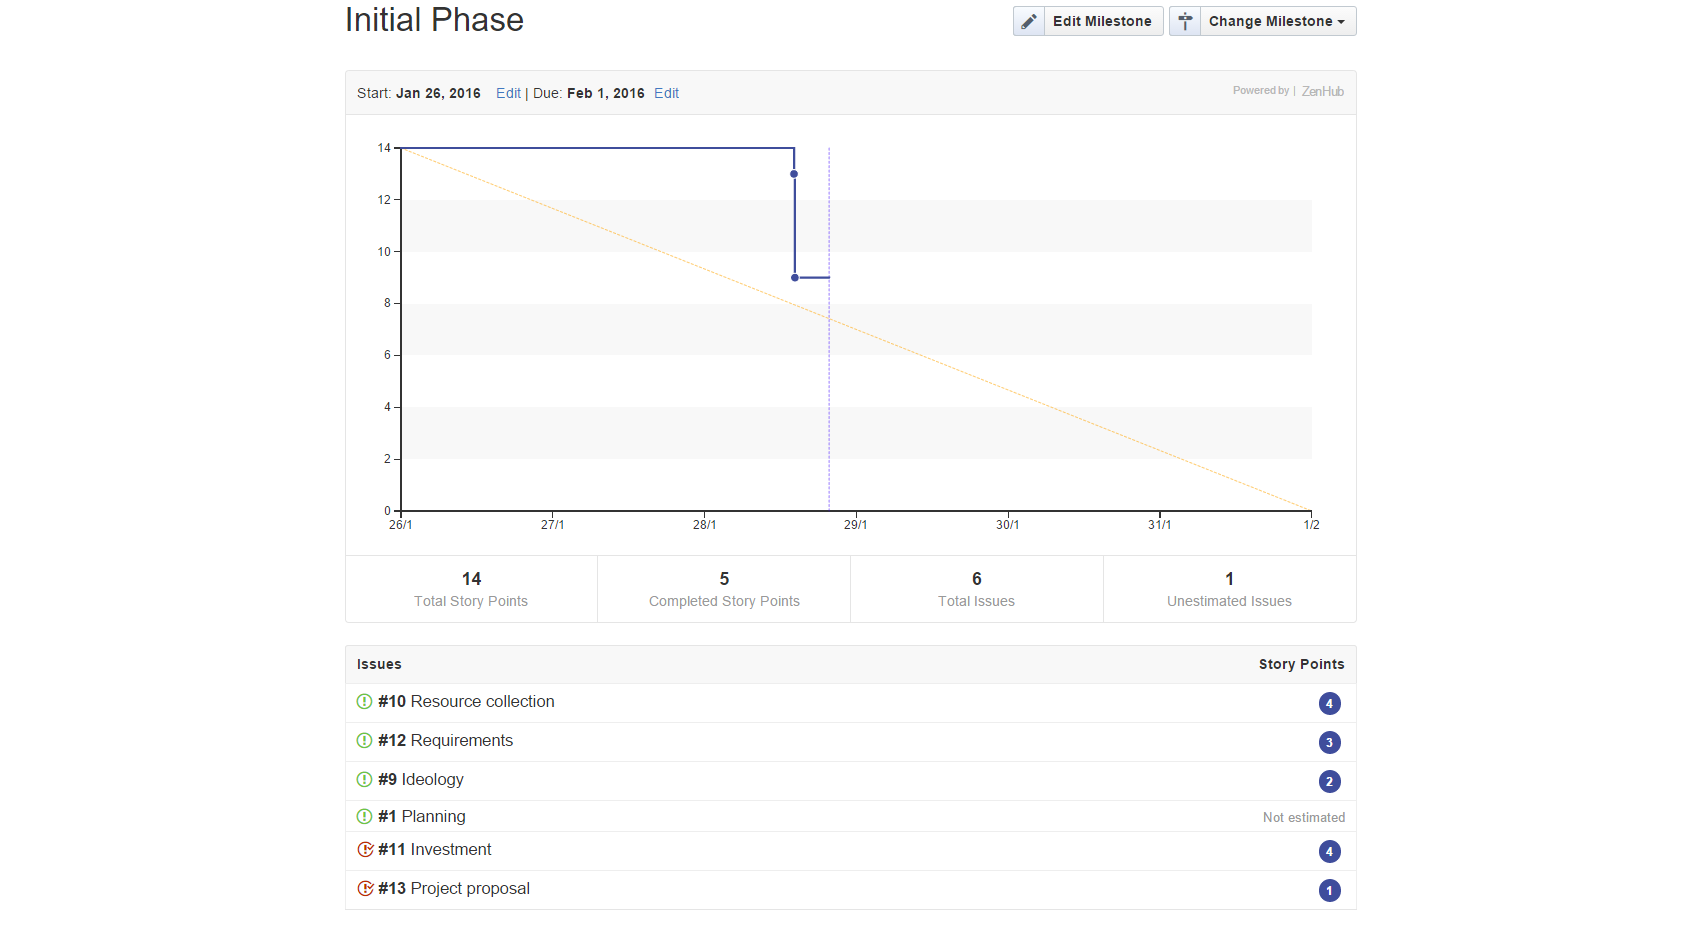 Initial Phase
Edit Milestone
Change Milestone
Start: Jan 26, 2016 Edit | Due: Feb 1, 2016 Edit
Powered by | ZenHub
14
12
10
8
6
4
2
0
26/1 27/1 28/1 29/1 30/1 31/1 1/2
14 5 6 1
Total Story Points Completed Story Points Total Issues Unestimated Issues
Issues Story Points
#10 Resource collection 4
#12 Requirements 3
#9 Ideology 2
#1 Planning Not estimated
#11 Investment 4
#13 Project proposal 1